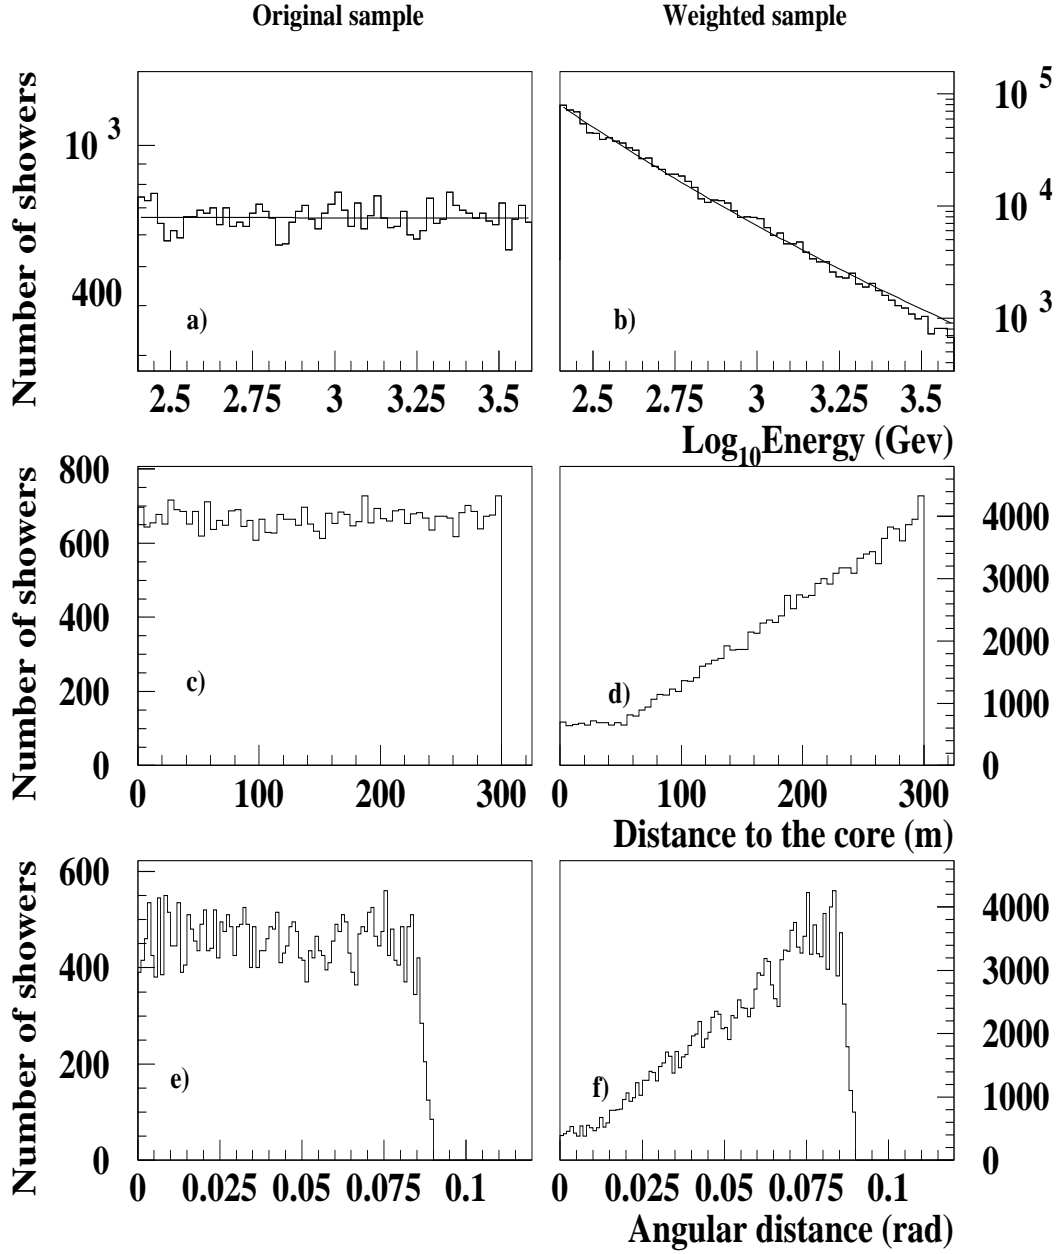 Original sample Weighted sample
Number of showers
10 3
400
a)
2.5 2.75 3 3.25 3.5
b)
10 5
10 4
10 3
2.5 2.75 3 3.25 3.5
Log10Energy (Gev)
Number of showers
800
600
400
200
0
c)
0 100 200 300
d)
4000
3000
2000
1000
0
0 100 200 300
Distance to the core (m)
Number of showers
600
400
200
0
e)
0 0.025 0.05 0.075 0.1
f)
4000
3000
2000
1000
0
0 0.025 0.05 0.075 0.1
Angular distance (rad)